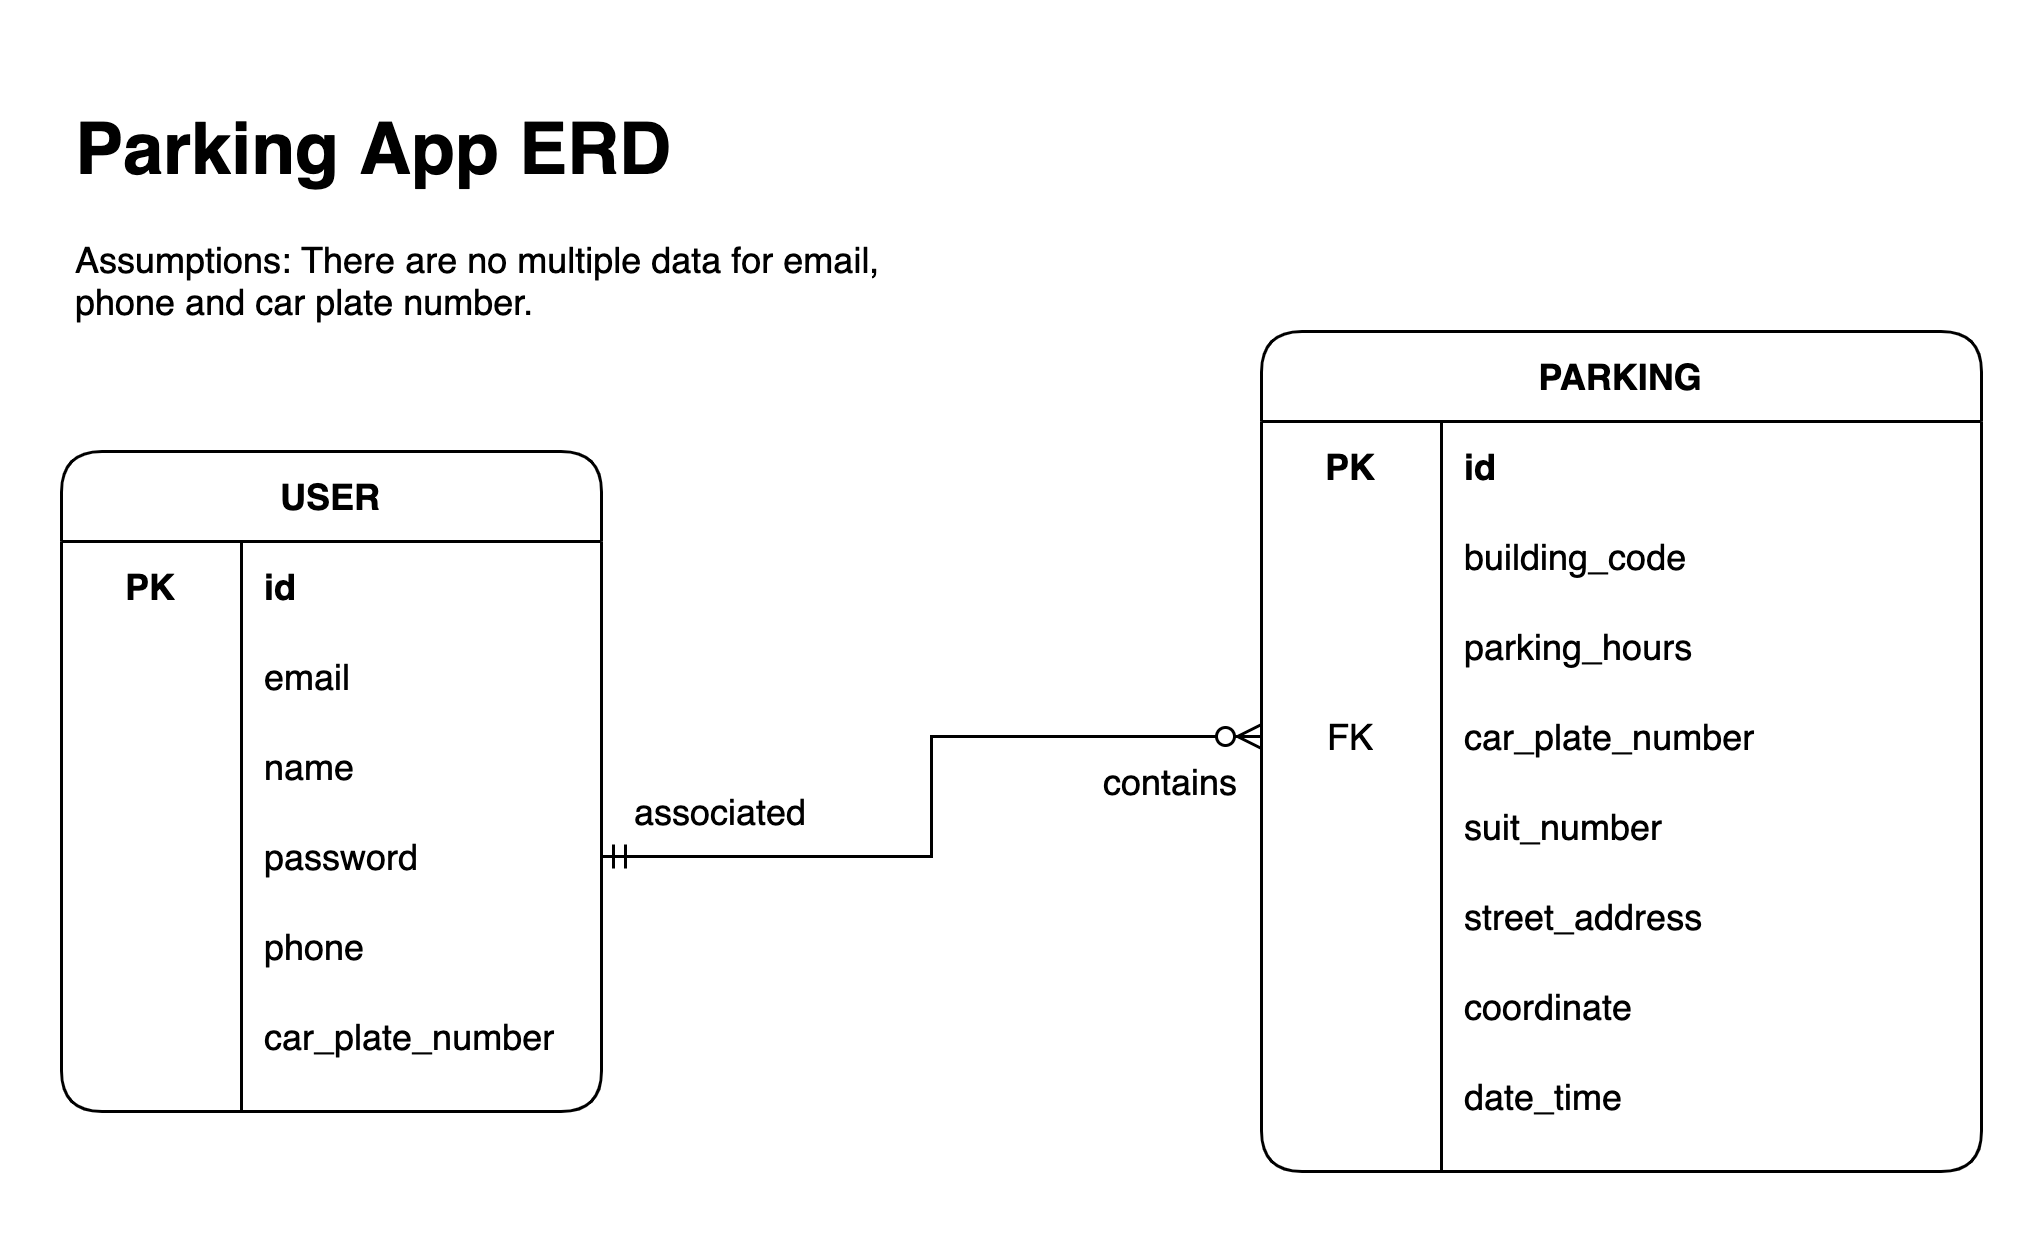 Parking App ERD
Assumptions: There are no multiple data for email,
phone and car plate number.
USER
PK id
email
name
password
phone
car_plate_number
associated
contains
PARKING
PK id
building_code
parking_hours
FK car_plate_number
suit_number
street_address
coordinate
date_time